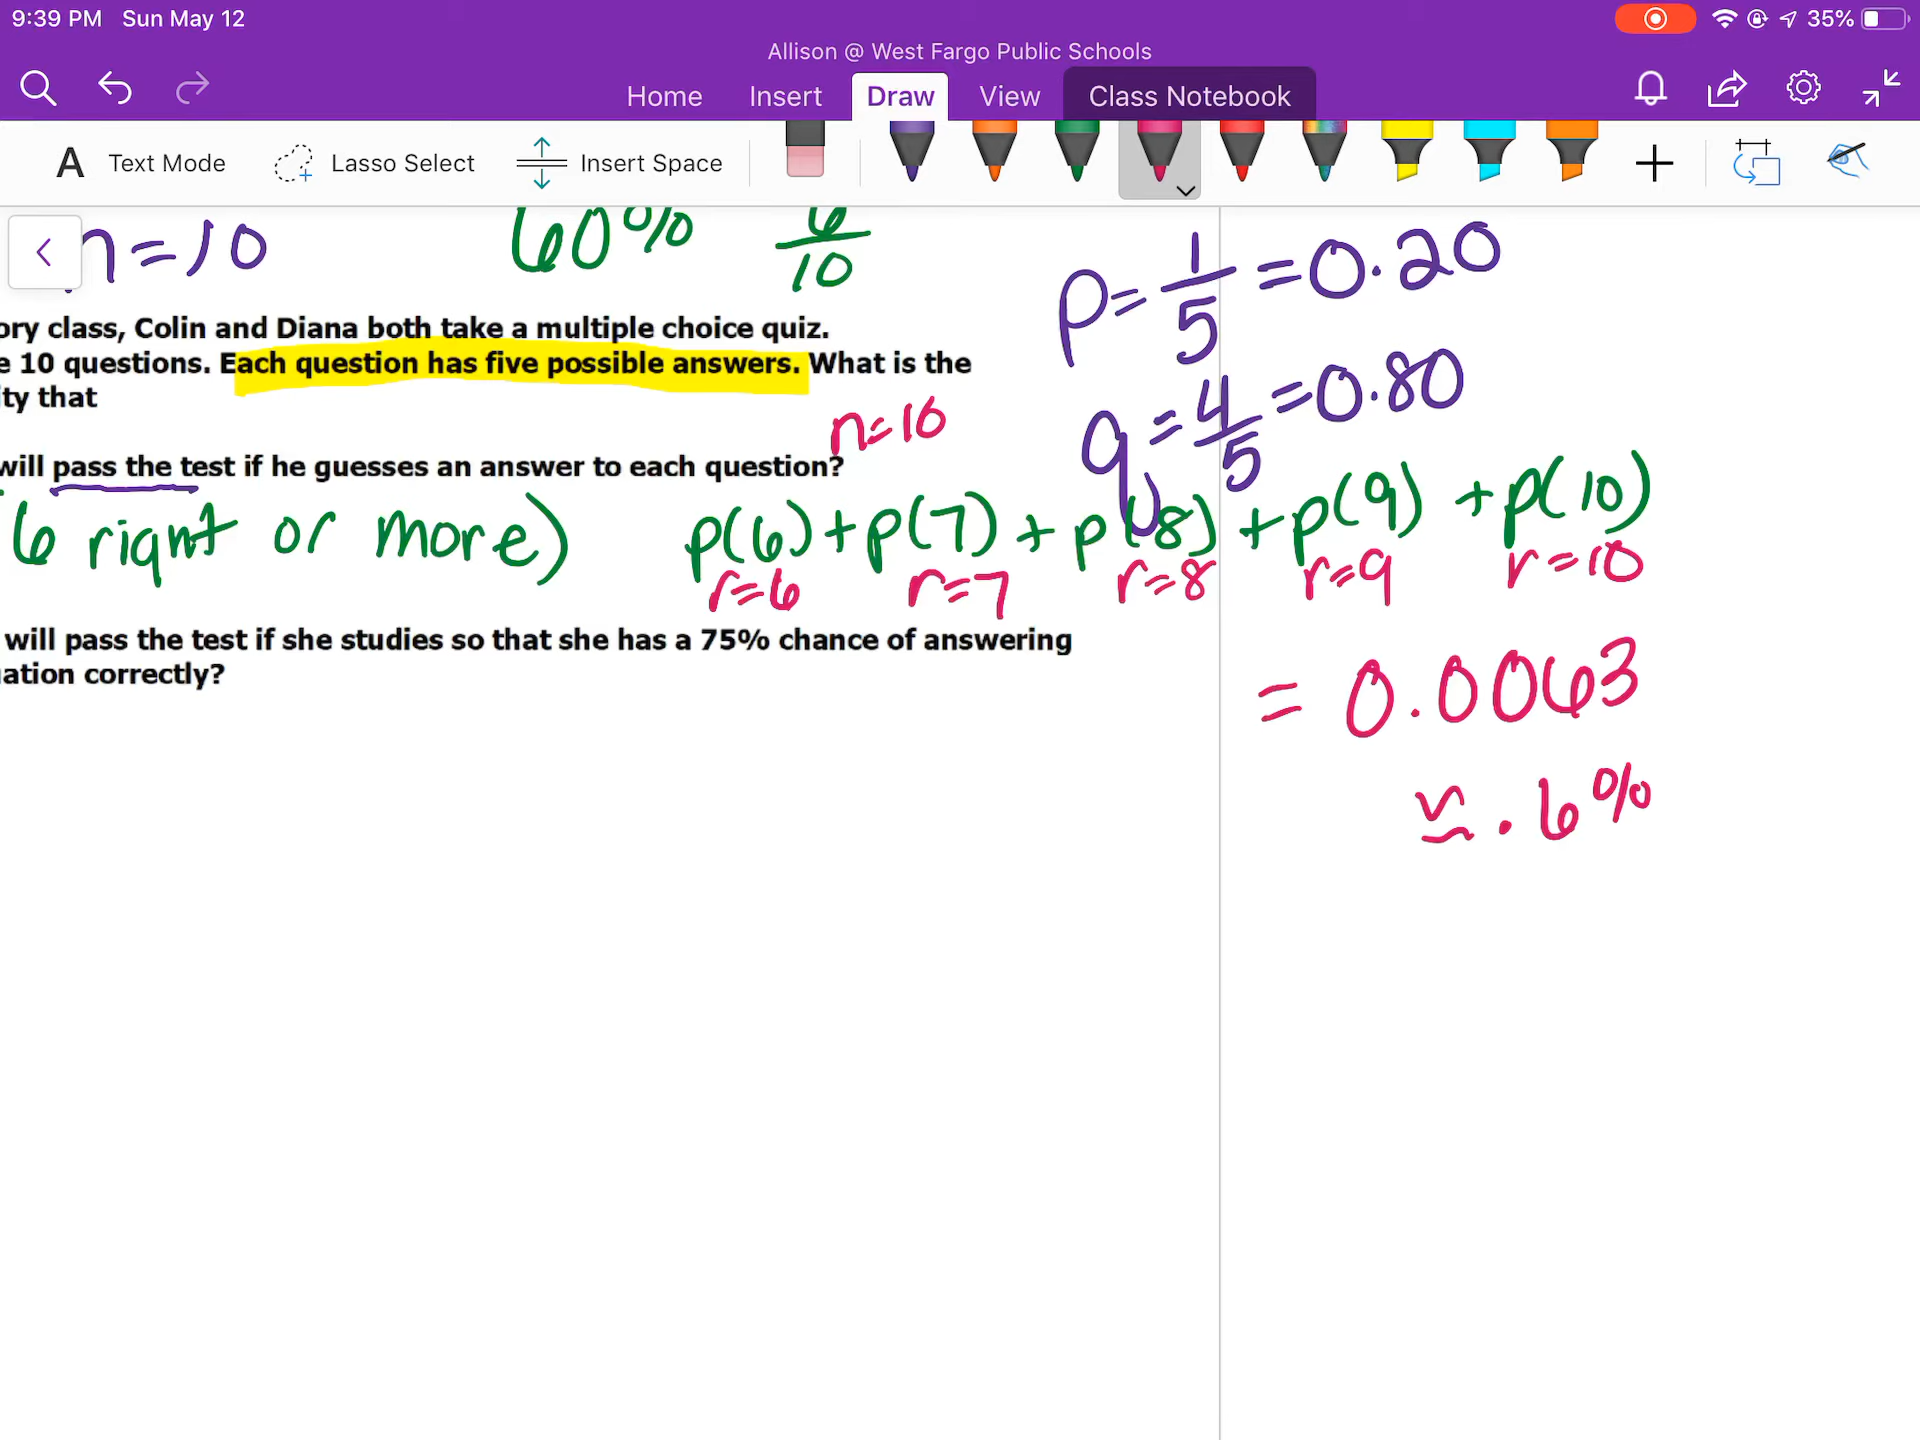 9:39 PM Sun May 12 35%
Allison @ West Fargo Public Schools
Home Insert Draw View Class Notebook
A Text Mode Lasso Select Insert Space
n=10 60% 6/10 p=1/5=0.20
ory class, Colin and Diana both take a multiple choice quiz.
e 10 questions. Each question has five possible answers. What is the
ty that
q=4/5=0.80
n=10
will pass the test if he guesses an answer to each question?
(6 right or more) p(6)+p(7)+p(8)+p(9)+p(10)
r=6 r=7 r=8 r=9 r=10
will pass the test if she studies so that she has a 75% chance of answering
ation correctly?
= 0.0063
≈ .6%